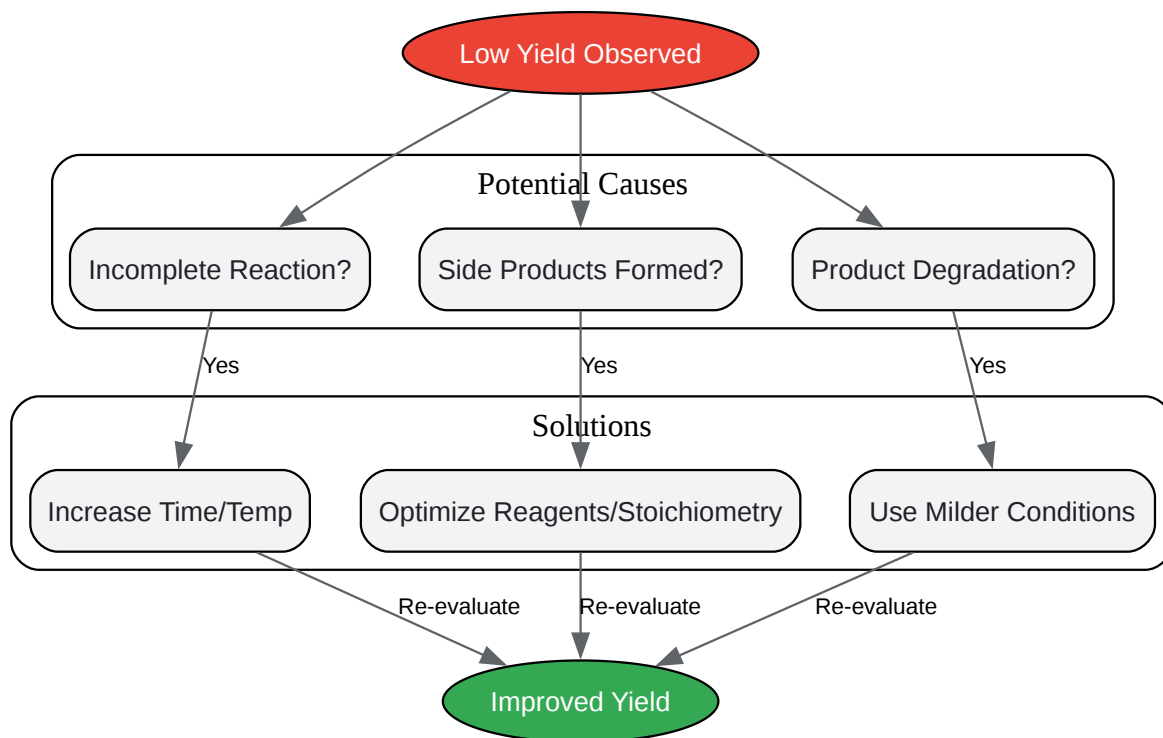 Low Yield Observed
Potential Causes
Incomplete Reaction?
Side Products Formed?
Product Degradation?
Yes
Yes
Yes
Solutions
Increase Time/Temp
Optimize Reagents/Stoichiometry
Use Milder Conditions
Re-evaluate
Re-evaluate
Re-evaluate
Improved Yield